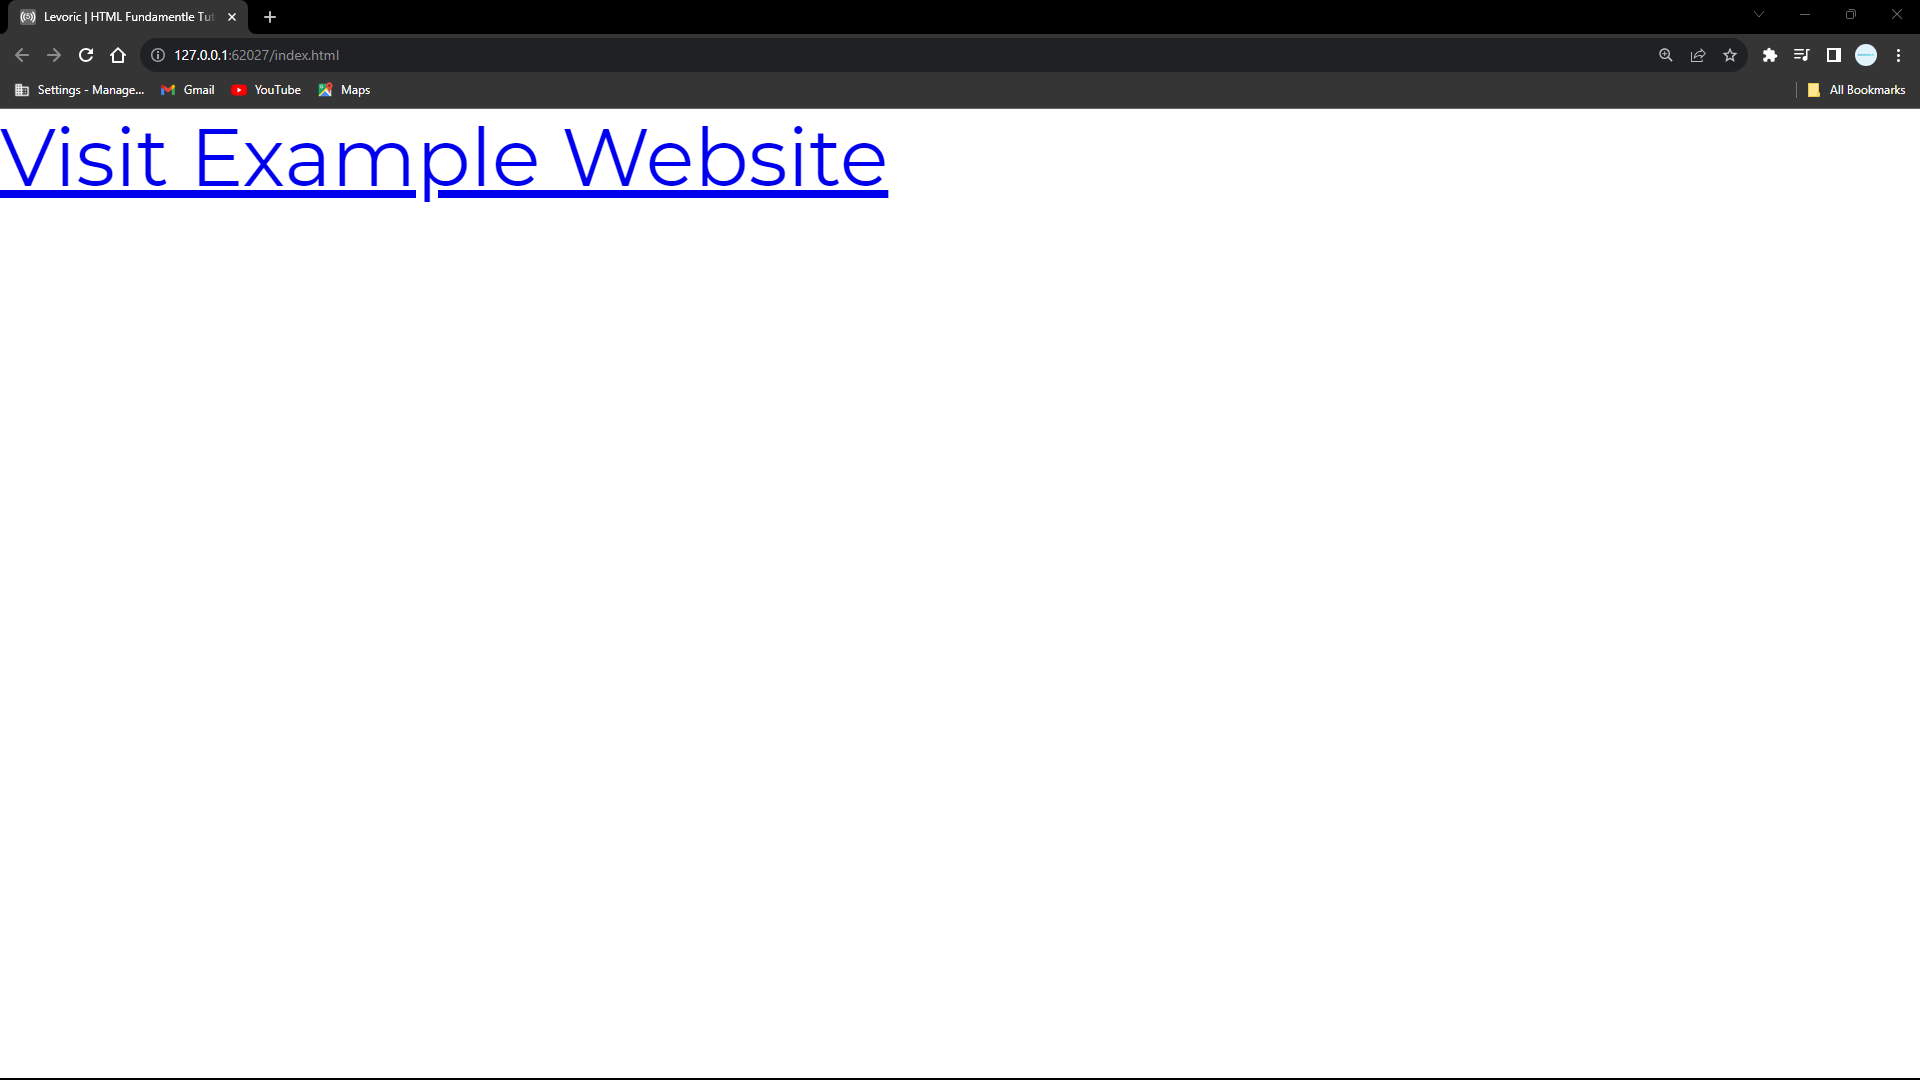 Levoric | HTML Fundamentle Tut
127.0.0.1:62027/index.html
Settings - Manage... Gmail YouTube Maps All Bookmarks
Visit Example Website